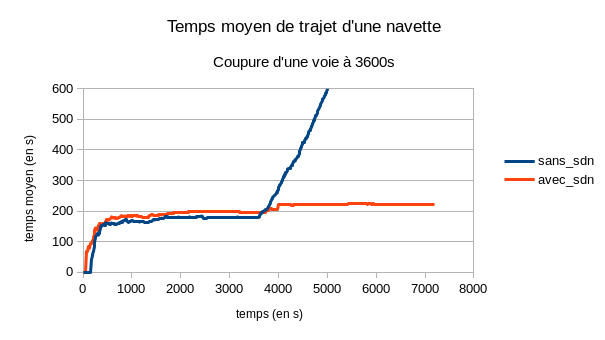 Temps moyen de trajet d'une navette
Coupure d'une voie à 3600s
temps moyen (en s)
600
500
400
300
200
100
0
0 1000 2000 3000 4000 5000 6000 7000 8000
temps (en s)
sans_sdn
avec_sdn